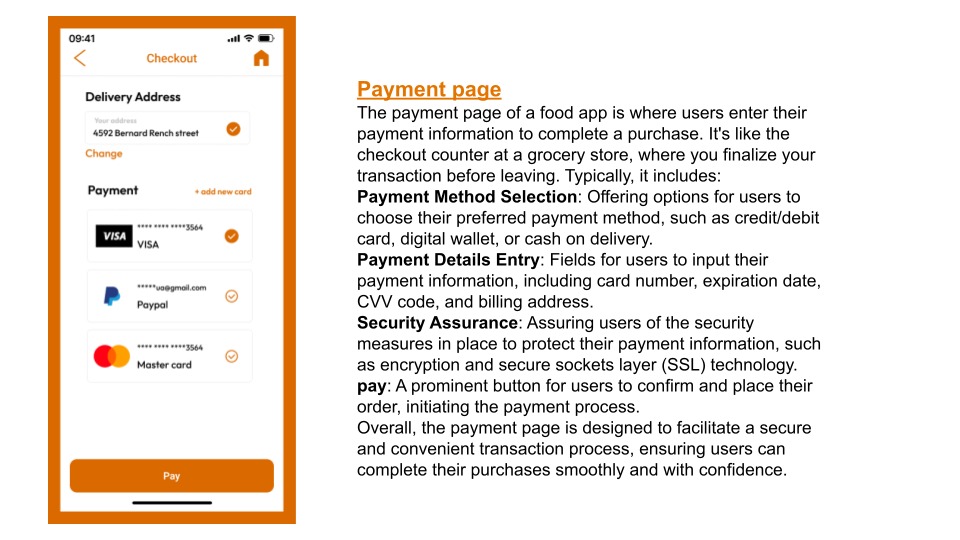 09:41
Checkout
Delivery Address
Your address
4592 Bernard Rench street
Change
Payment
+ add new card
VISA
**** **** ****3564
VISA
*****ua@gmail.com
Paypal
**** **** ****3564
Master card
Pay
Payment page
The payment page of a food app is where users enter their
payment information to complete a purchase. It's like the
checkout counter at a grocery store, where you finalize your
transaction before leaving. Typically, it includes:
Payment Method Selection: Offering options for users to
choose their preferred payment method, such as credit/debit
card, digital wallet, or cash on delivery.
Payment Details Entry: Fields for users to input their
payment information, including card number, expiration date,
CVV code, and billing address.
Security Assurance: Assuring users of the security
measures in place to protect their payment information, such
as encryption and secure sockets layer (SSL) technology.
pay: A prominent button for users to confirm and place their
order, initiating the payment process.
Overall, the payment page is designed to facilitate a secure
and convenient transaction process, ensuring users can
complete their purchases smoothly and with confidence.